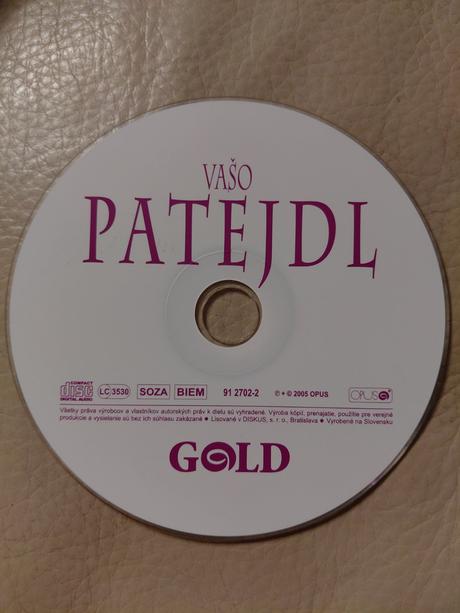 VAŠO
PATEJDL
COMPACT
disc
DIGITAL AUDIO
LC 3530
SOZA
BIEM
91 2702-2
℗ + © 2005 OPUS
OPUS
Všetky práva výrobcov a vlastníkov autorských práv k dielu sú vyhradené. Výroba kópií, prenajatie, použitie pre verejné
produkcie a vysielanie sú bez ich súhlasu zakázané ● Lisované v DISKUS, s. r. o., Bratislava ● Vyrobené na Slovensku
GOLD